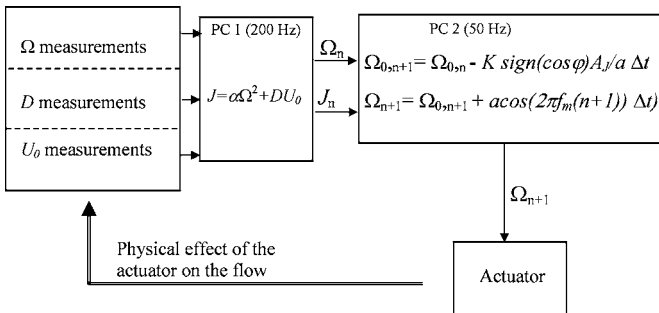 Ω measurements
D measurements
U₀ measurements
PC 1 (200 Hz)
J=αΩ²+DU₀
Ωₙ
Jₙ
PC 2 (50 Hz)
Ω₀,ₙ₊₁= Ω₀,ₙ - K sign(cosφ)A_J/a Δt
Ωₙ₊₁= Ω₀,ₙ₊₁ + acos(2πfₘ(n+1)) Δt)
Ωₙ₊₁
Actuator
Physical effect of the
actuator on the flow